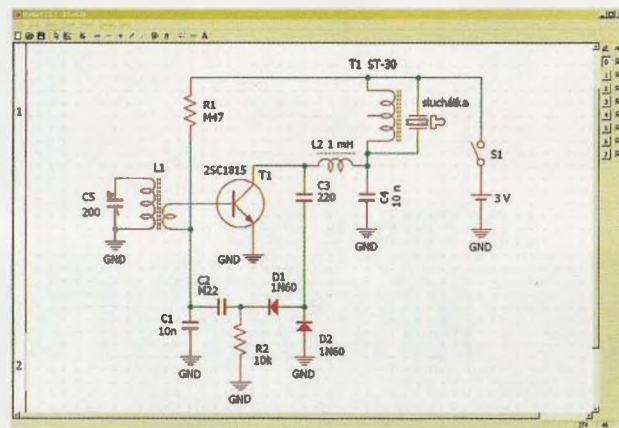 T1 ST-30
R1
M47
sluchátka
L2 1 mH
S1
L1
2SC1815
T1
C5
200
C3
220
C4
10 n
3 V
GND
GND
GND
GND
C2
M22
D1
1N60
C1
10n
R2
10k
D2
1N60
GND
GND
GND
1
2